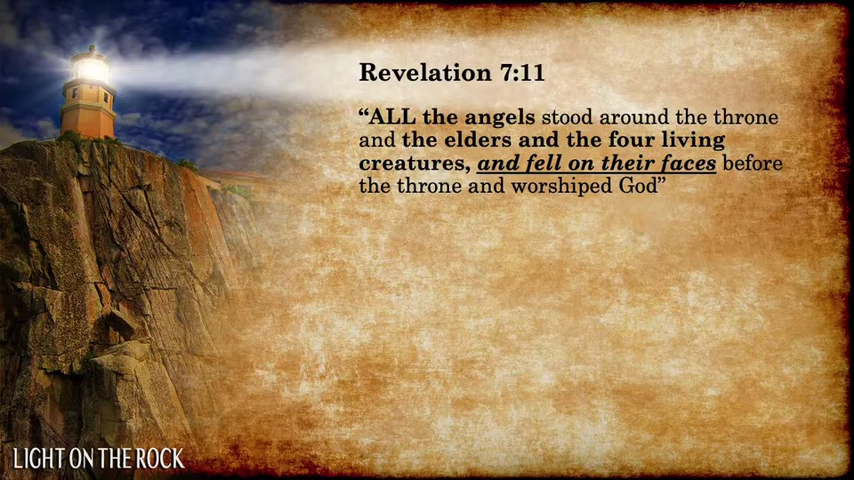 Revelation 7:11
“ALL the angels stood around the throne
and the elders and the four living
creatures, and fell on their faces before
the throne and worshiped God”
LIGHT ON THE ROCK